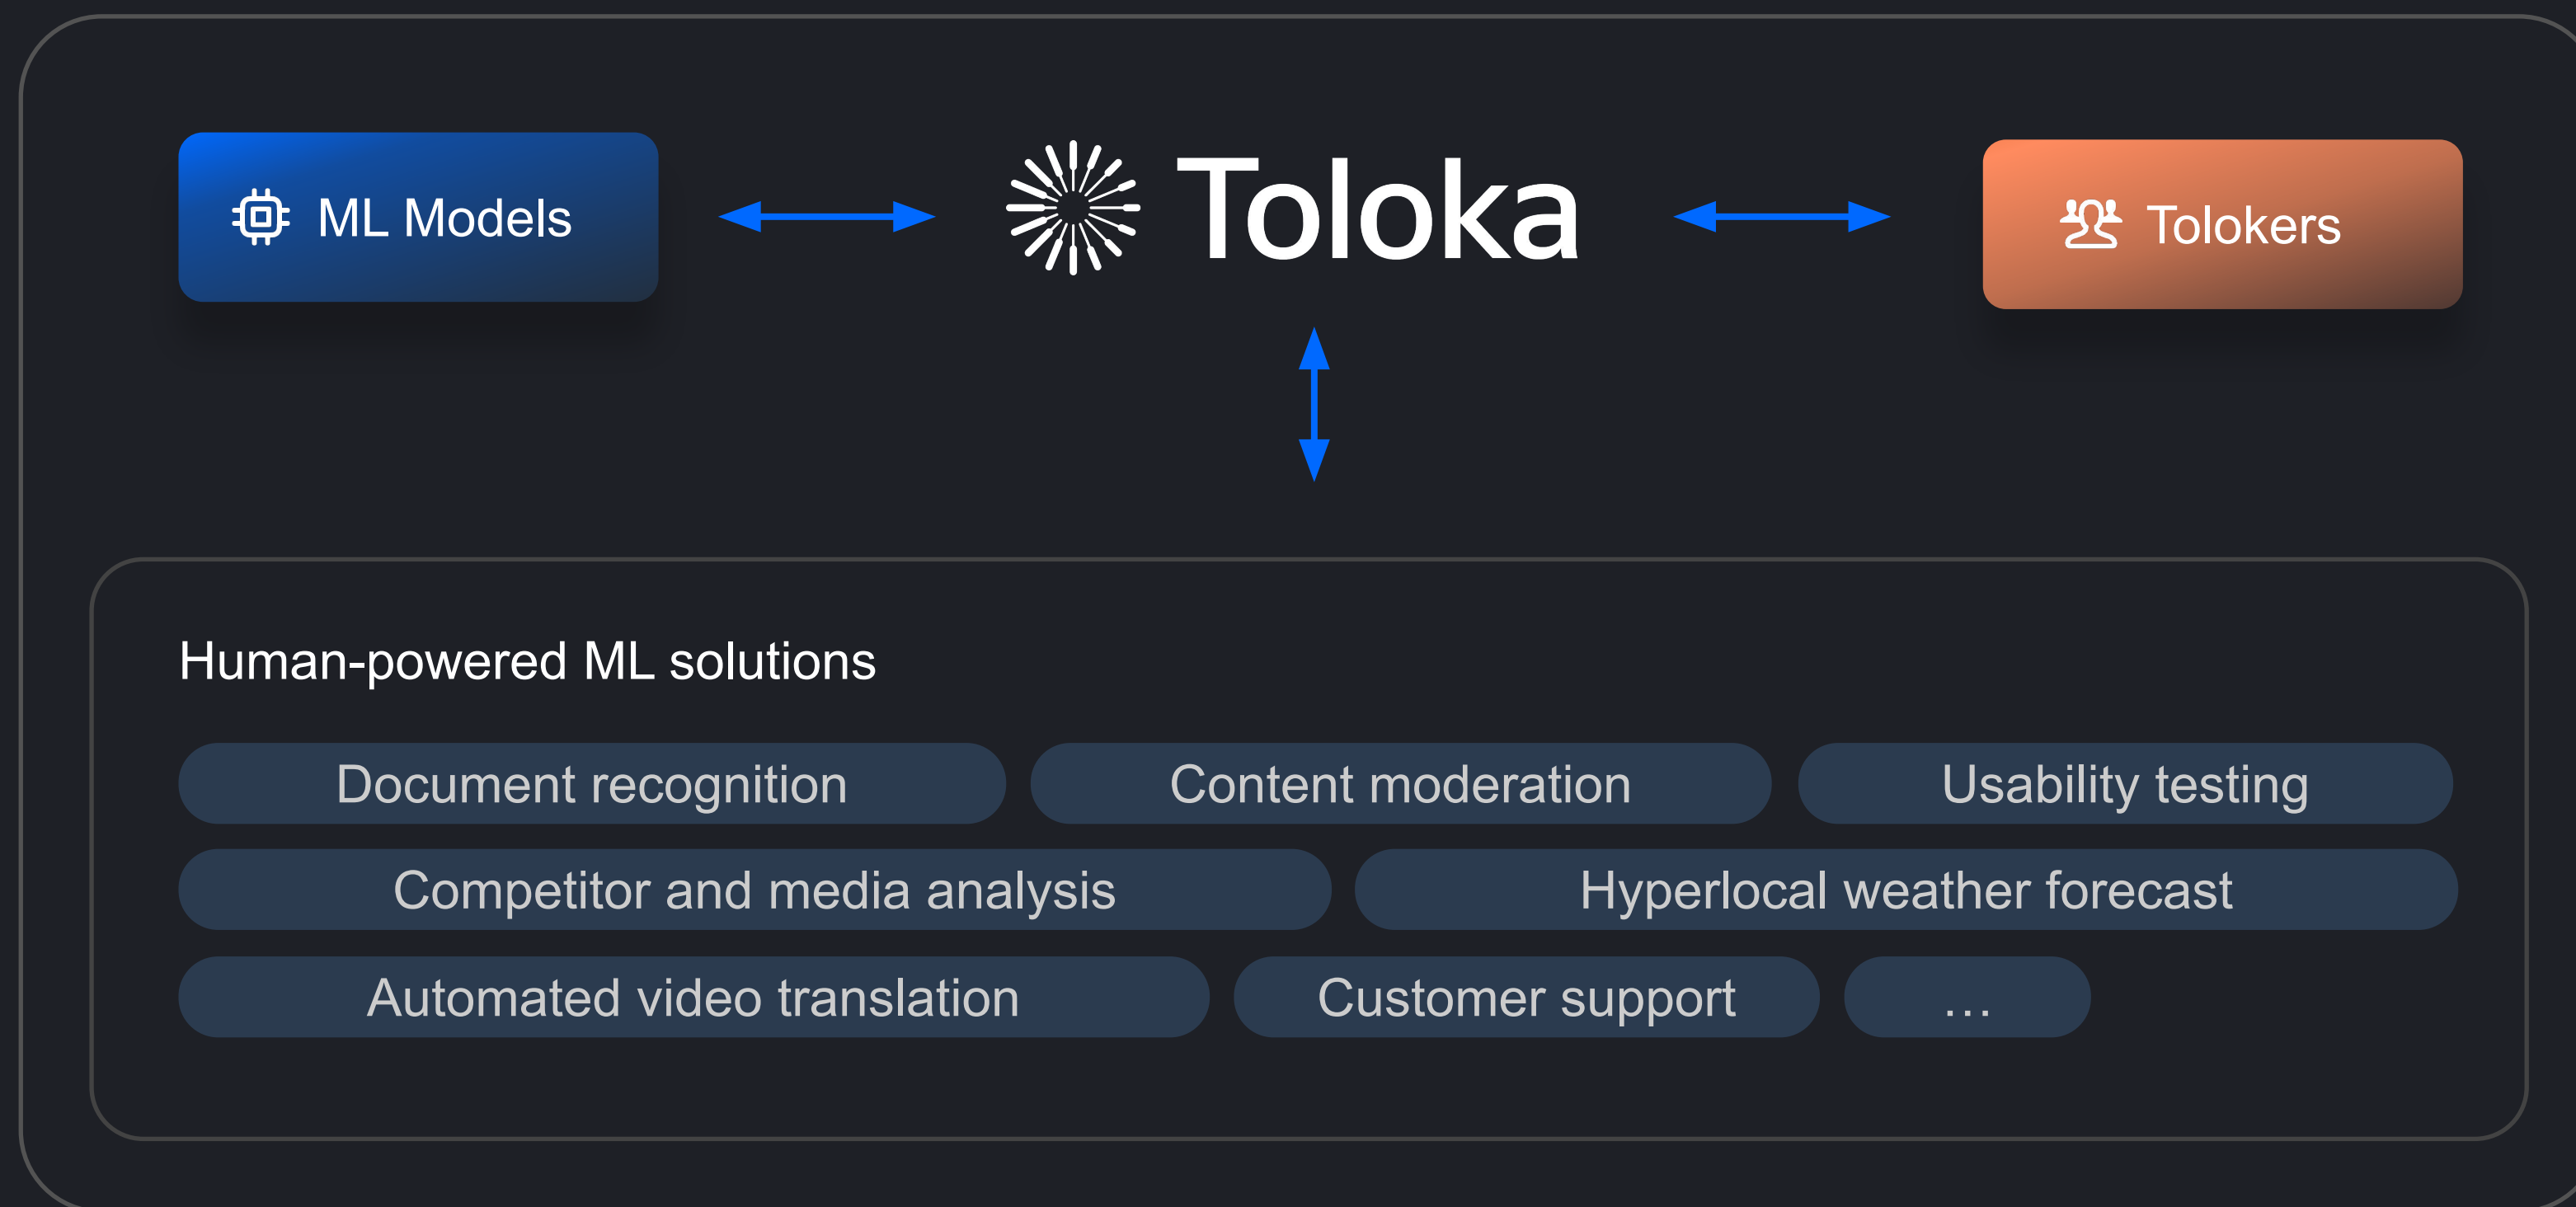 ML Models
Toloka
Tolokers
Human-powered ML solutions
Document recognition
Content moderation
Usability testing
Competitor and media analysis
Hyperlocal weather forecast
Automated video translation
Customer support
...